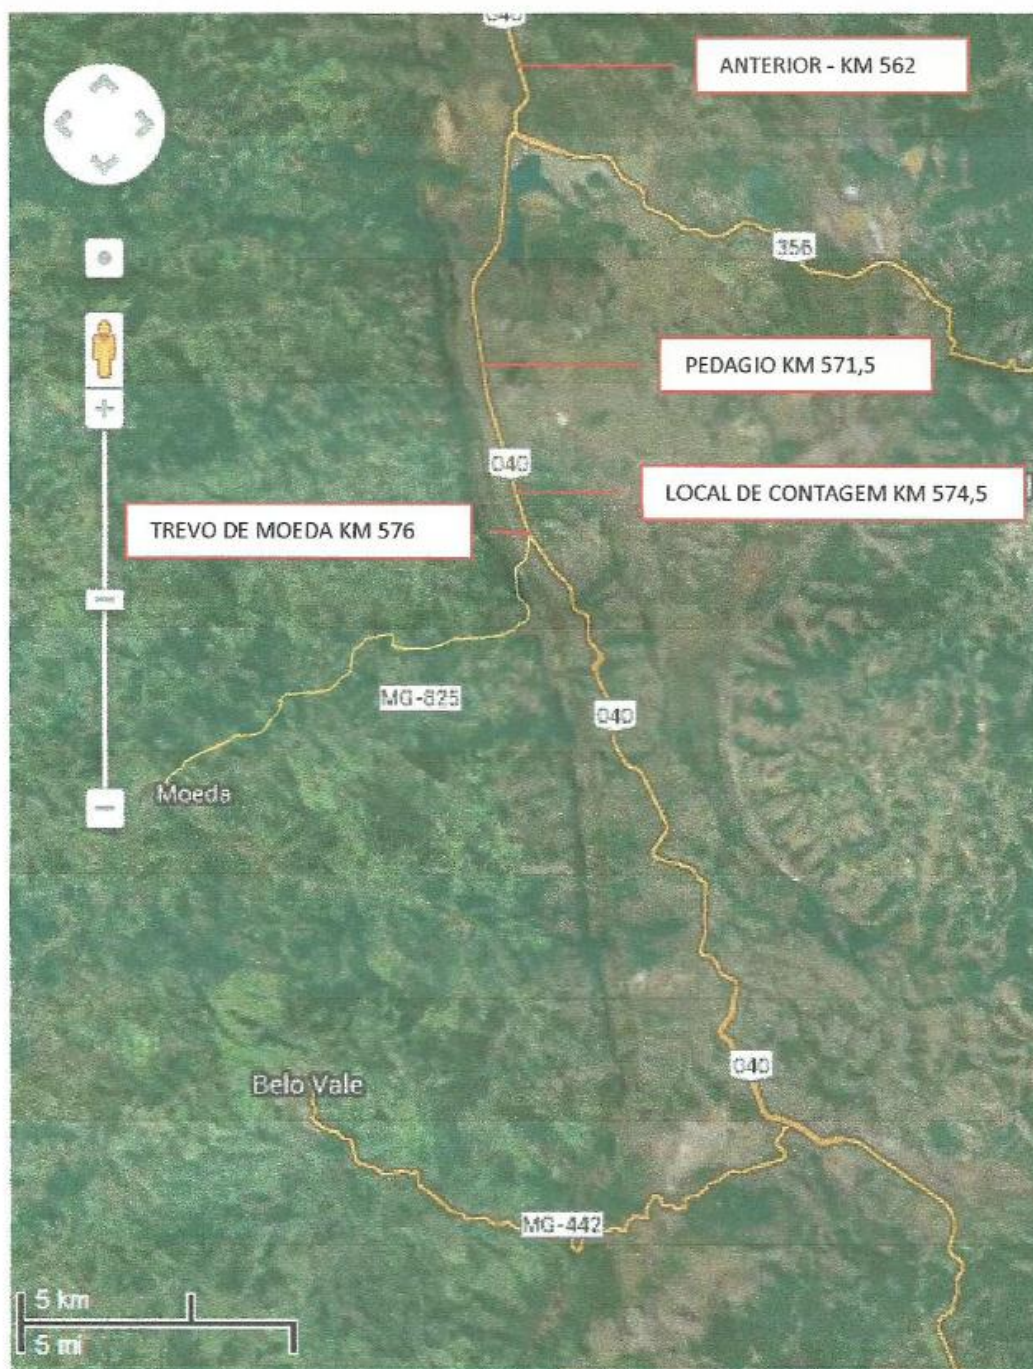 040
ANTERIOR - KM 562
356
PEDAGIO KM 571,5
040
LOCAL DE CONTAGEM KM 574,5
TREVO DE MOEDA KM 576
MG-825
040
Moeda
040
Belo Vale
MG-442
5 km
5 mi